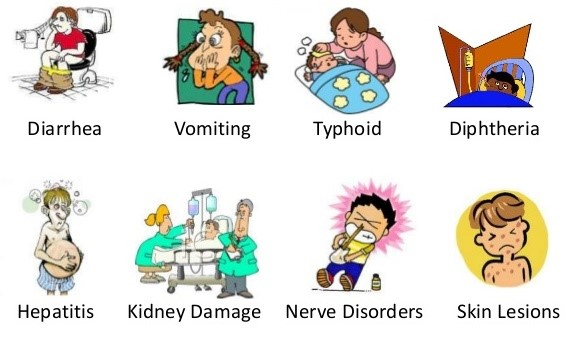 Diarrhea
Vomiting
Typhoid
Diphtheria
Hepatitis
Kidney Damage
Nerve Disorders
Skin Lesions